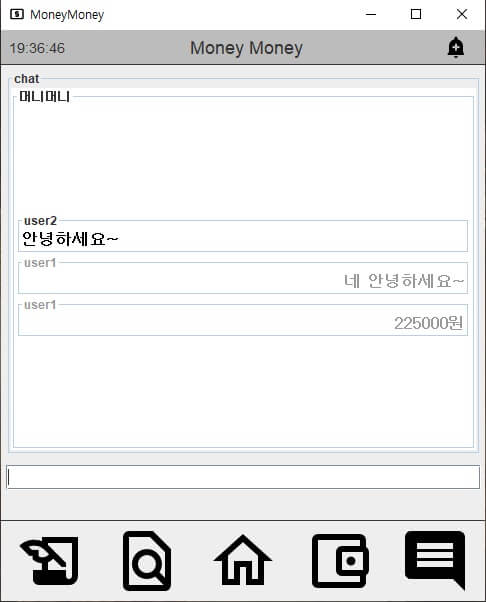 MoneyMoney
19:36:46
Money Money
chat
머니머니
user2
안녕하세요~
user1
네 안녕하세요~
user1
225000원